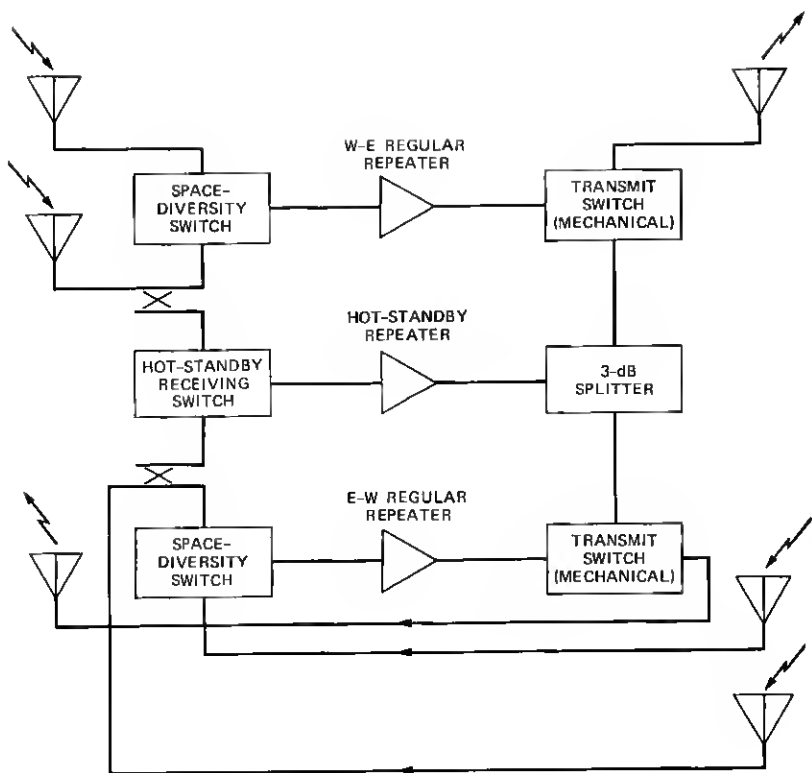 W-E REGULAR
REPEATER
SPACE-
DIVERSITY
SWITCH
TRANSMIT
SWITCH
(MECHANICAL)
HOT-STANDBY
REPEATER
HOT-STANDBY
RECEIVING
SWITCH
3-dB
SPLITTER
E-W REGULAR
REPEATER
SPACE-
DIVERSITY
SWITCH
TRANSMIT
SWITCH
(MECHANICAL)